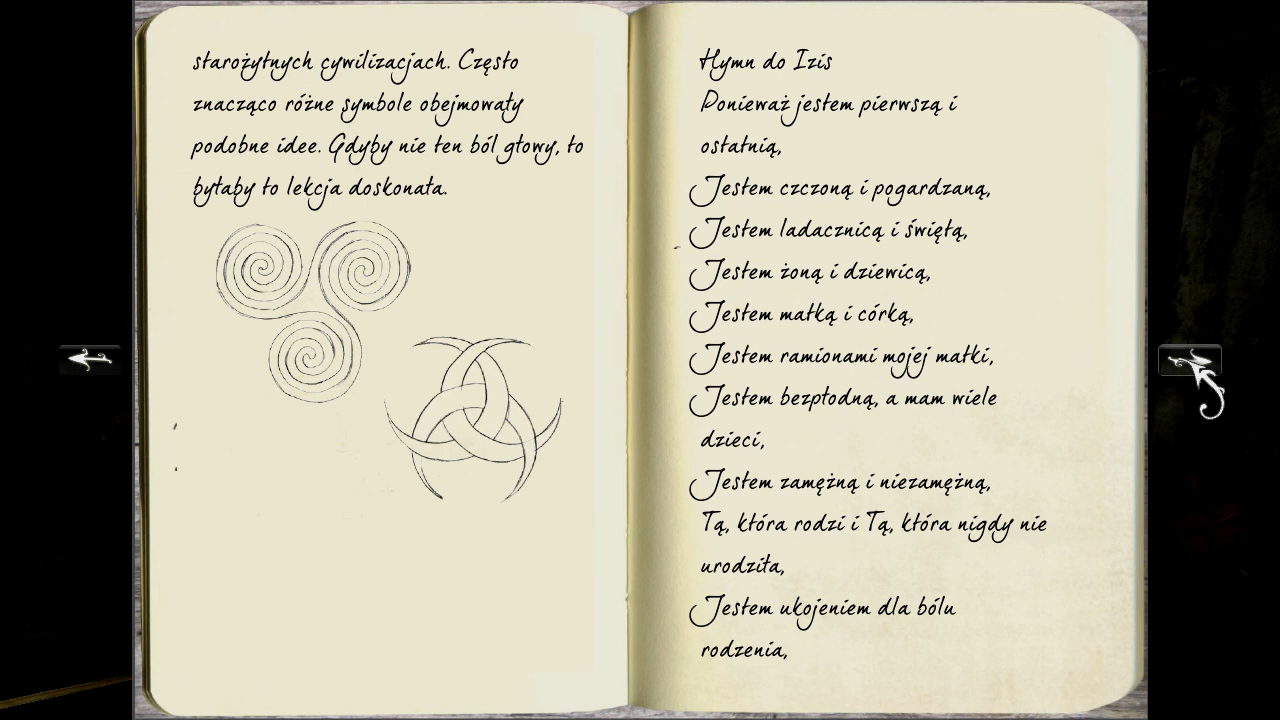 starożytnych cywilizacjach. Często
znacząco różne symbole obejmowały
podobne idee. Gdyby nie ten ból głowy, to
byłaby to lekcja doskonała.
Hymn do Izis
Ponieważ jestem pierwszą i
ostatnią,
Jestem czczoną i pogardzaną,
Jestem ladacznicą i świętą,
Jestem żoną i dziewicą,
Jestem matką i córką,
Jestem ramionami mojej matki,
Jestem bezpłodną, a mam wiele
dzieci,
Jestem zamężną i niezamężną,
Tą, która rodzi i Tą, która nigdy nie
urodziła,
Jestem ukojeniem dla bólu
rodzenia,